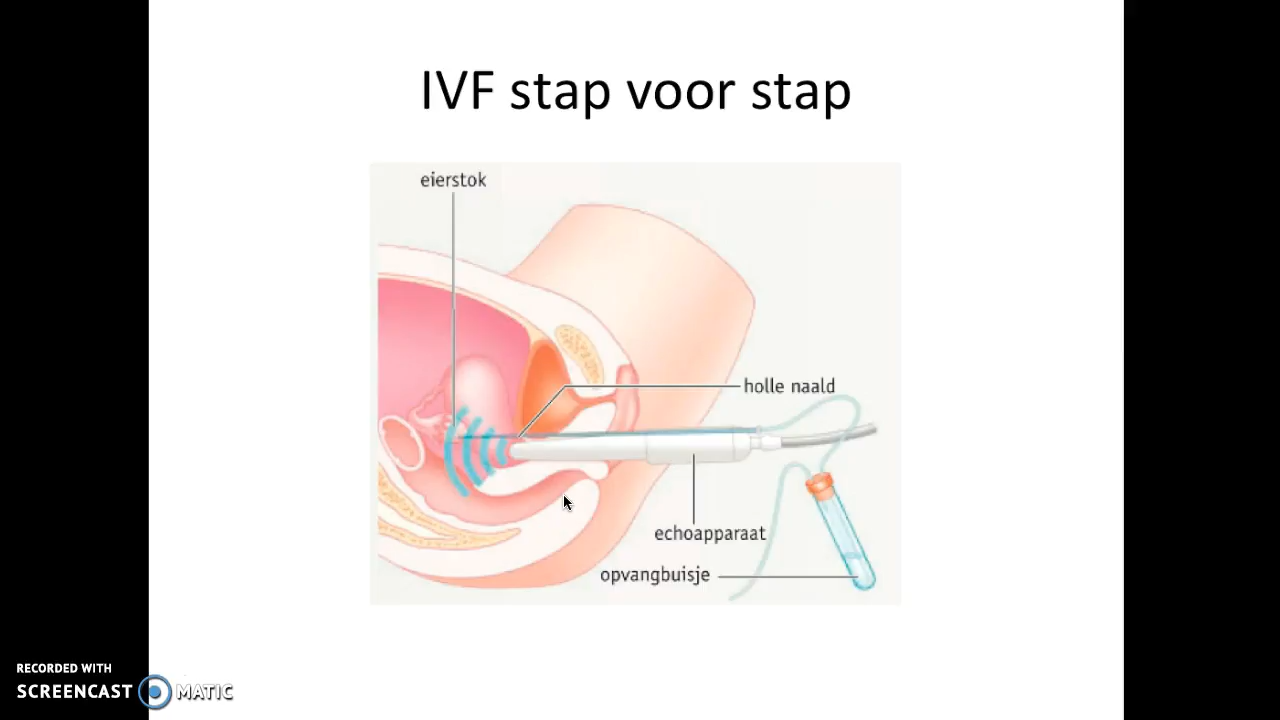 IVF stap voor stap
eierstok
holle naald
echoapparaat
opvangbuisje
RECORDED WITH
SCREENCAST MATIC